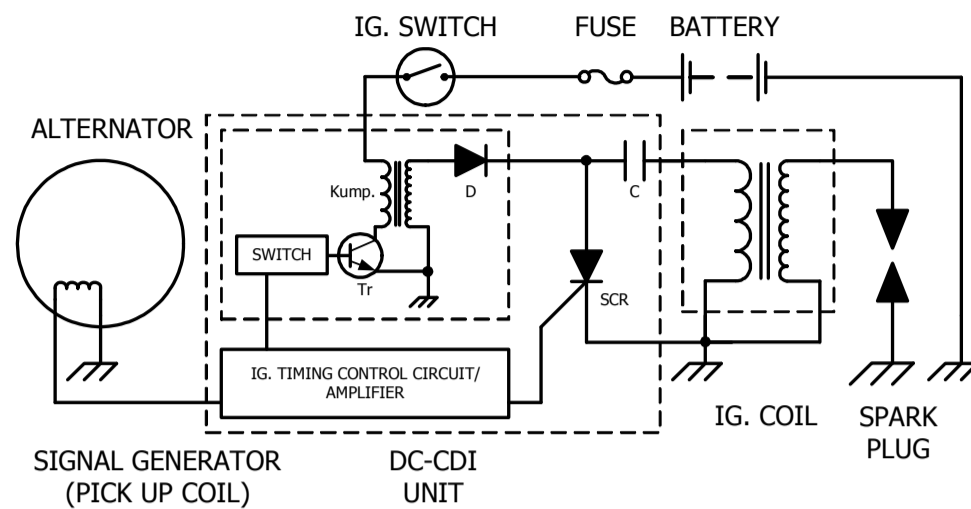 IG. SWITCH
FUSE
BATTERY
ALTERNATOR
Kump.
D
C
SWITCH
Tr
SCR
IG. TIMING CONTROL CIRCUIT/
AMPLIFIER
IG. COIL
SPARK
PLUG
SIGNAL GENERATOR
(PICK UP COIL)
DC-CDI
UNIT